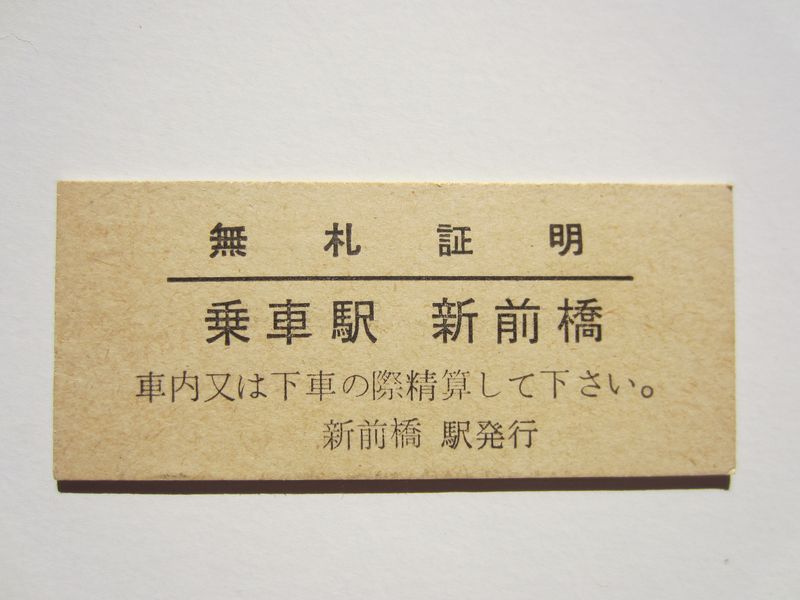 無札証明
乗車駅 新前橋
車内又は下車の際精算して下さい。
新前橋 駅発行